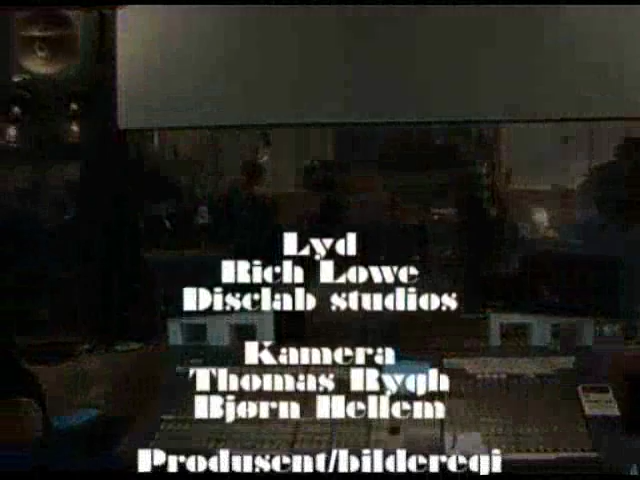 Lyd
Rich Lowe
Disclab studios
Kamera
Thomas Rygh
Bjørn Hellem
Produsent/bilderegi